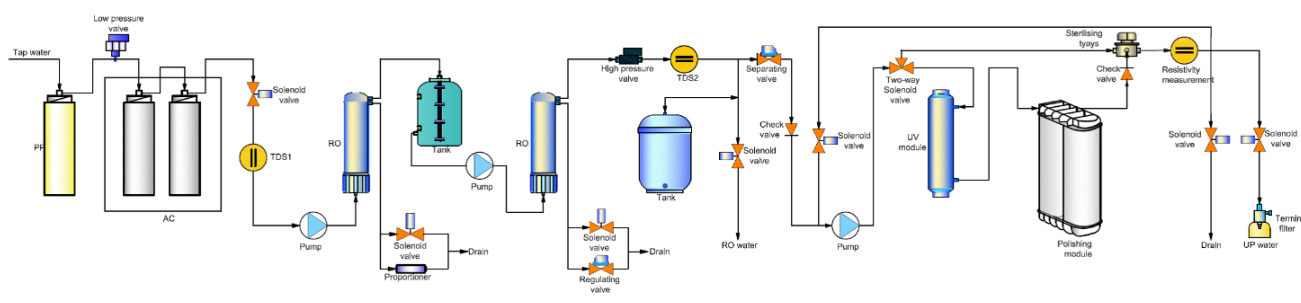 Low pressure
valve
Tap water
PP
AC
Solenoid
valve
TDS1
Pump
RO
Solenoid
valve
Proportioner
Drain
Tank
Pump
RO
Solenoid
valve
Regulating
valve
Drain
High pressure
valve
TDS2
Separating
valve
Tank
Solenoid
valve
RO water
Check
valve
Solenoid
valve
Pump
Two-way
Solenoid
valve
UV
module
Sterilising
tyays
Check
valve
Polishing
module
Resistivity
measurement
Solenoid
valve
Drain
Solenoid
valve
Termin
filter
UP water